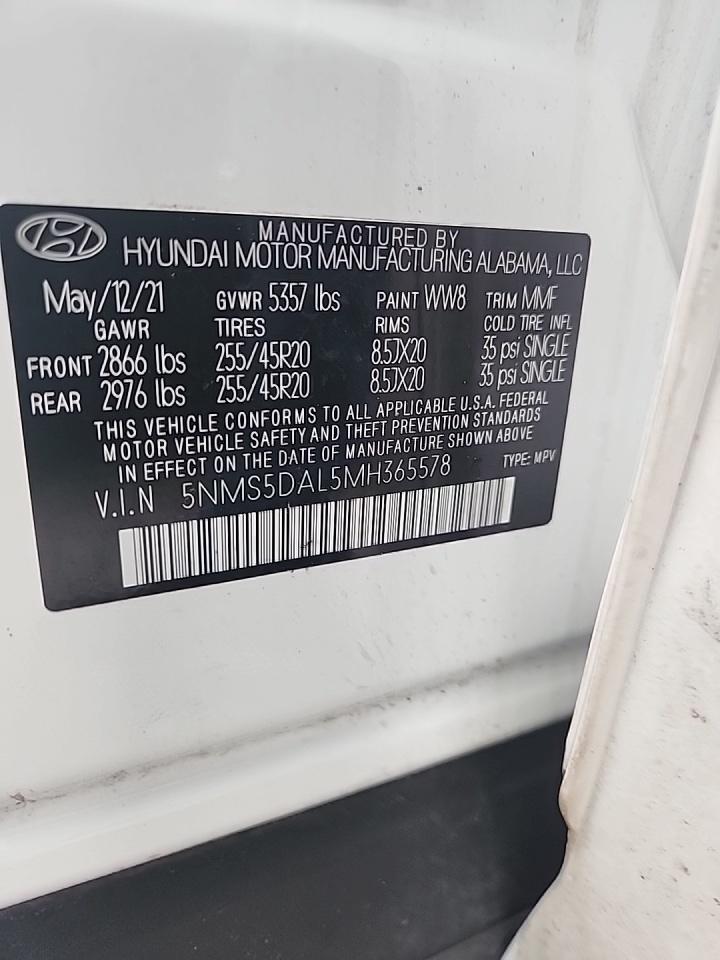 MANUFACTURED BY
HYUNDAI MOTOR MANUFACTURING ALABAMA, LLC
May/12/21 GVWR 5357 lbs PAINT WW8 TRIM MMF
GAWR TIRES RIMS COLD TIRE INFL
FRONT 2866 lbs 255/45R20 8.5JX20 35 psi SINGLE
REAR 2976 lbs 255/45R20 8.5JX20 35 psi SINGLE
THIS VEHICLE CONFORMS TO ALL APPLICABLE U.S.A. FEDERAL
MOTOR VEHICLE SAFETY AND THEFT PREVENTION STANDARDS
IN EFFECT ON THE DATE OF MANUFACTURE SHOWN ABOVE
V.I.N 5NMS5DAL5MH365578 TYPE: MPV